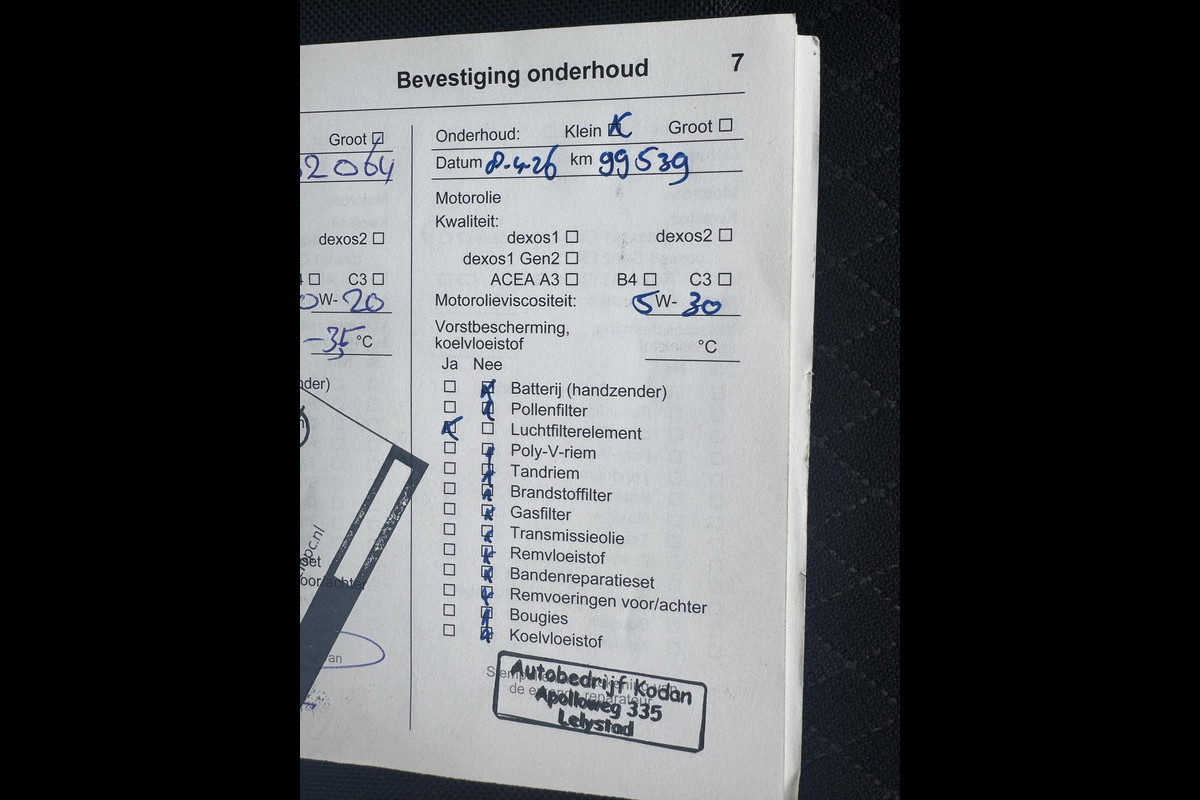 Bevestiging onderhoud 7
Groot
2064
dexos2
C3
W- 20
-35 °C
nder)
Onderhoud: Klein Groot
Datum 8-4-26 km 99539
Motorolie
Kwaliteit:
dexos1 dexos2
dexos1 Gen2
ACEA A3 B4 C3
Motorolieviscositeit: 5W- 30
Vorstbescherming,
koelvloeistof °C
Ja Nee
Batterij (handzender)
Pollenfilter
Luchtfilterelement
Poly-V-riem
Tandriem
Brandstoffilter
Gasfilter
Transmissieolie
Remvloeistof
Bandenreparatieset
Remvoeringen voor/achter
Bougies
Koelvloeistof
Autobedrijf Kodan
Apolloweg 335
Lelystad